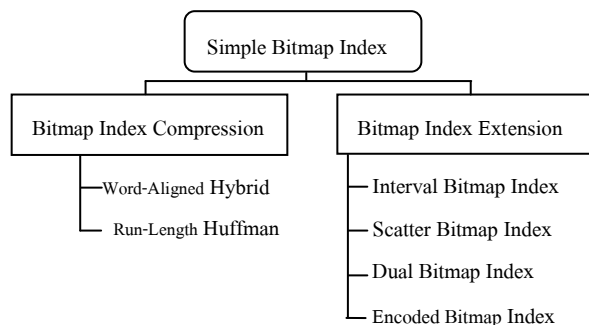 Simple Bitmap Index
Bitmap Index Compression
Word-Aligned Hybrid
Run-Length Huffman
Bitmap Index Extension
Interval Bitmap Index
Scatter Bitmap Index
Dual Bitmap Index
Encoded Bitmap Index